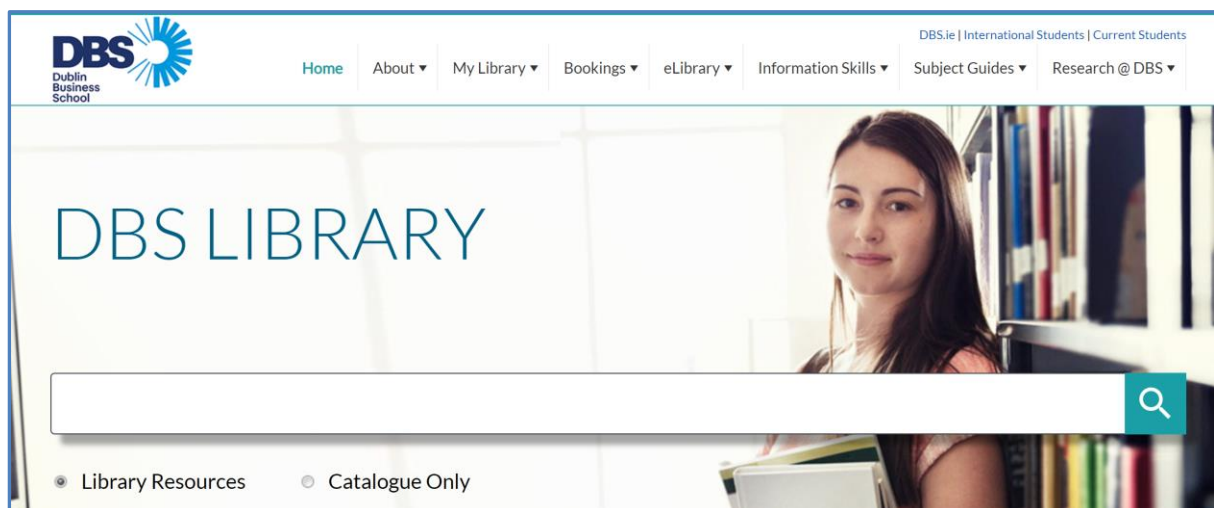 DBS
Dublin
Business
School
DBS.ie | International Students | Current Students
Home About ▾ My Library ▾ Bookings ▾ eLibrary ▾ Information Skills ▾ Subject Guides ▾ Research @ DBS ▾
DBS LIBRARY
Library Resources Catalogue Only